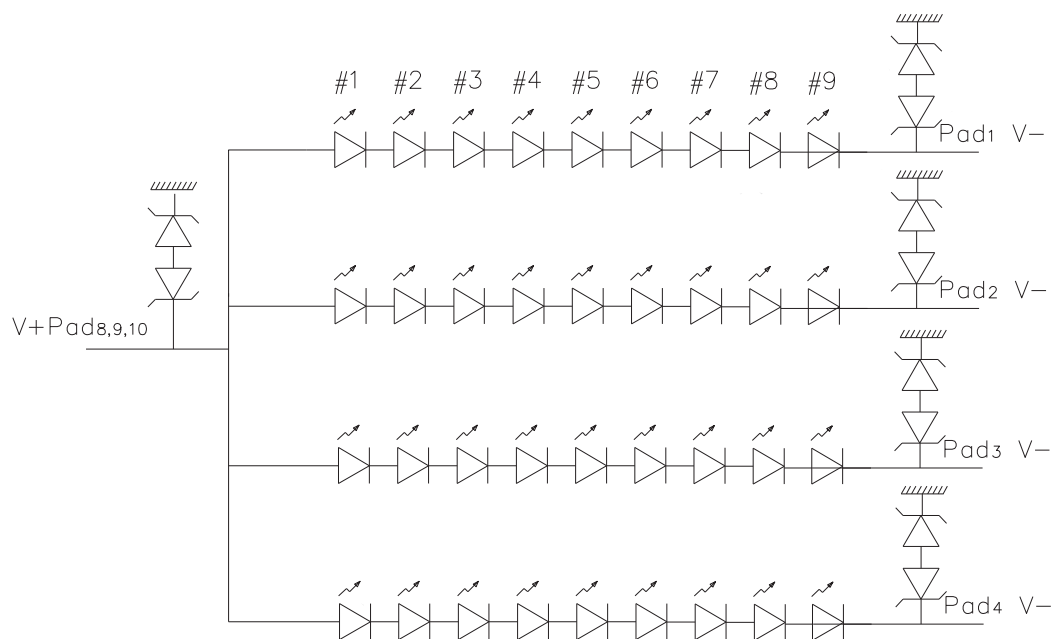 #1 #2 #3 #4 #5 #6 #7 #8 #9
Pad1 V-
Pad2 V-
V+Pad8,9,10
Pad3 V-
Pad4 V-